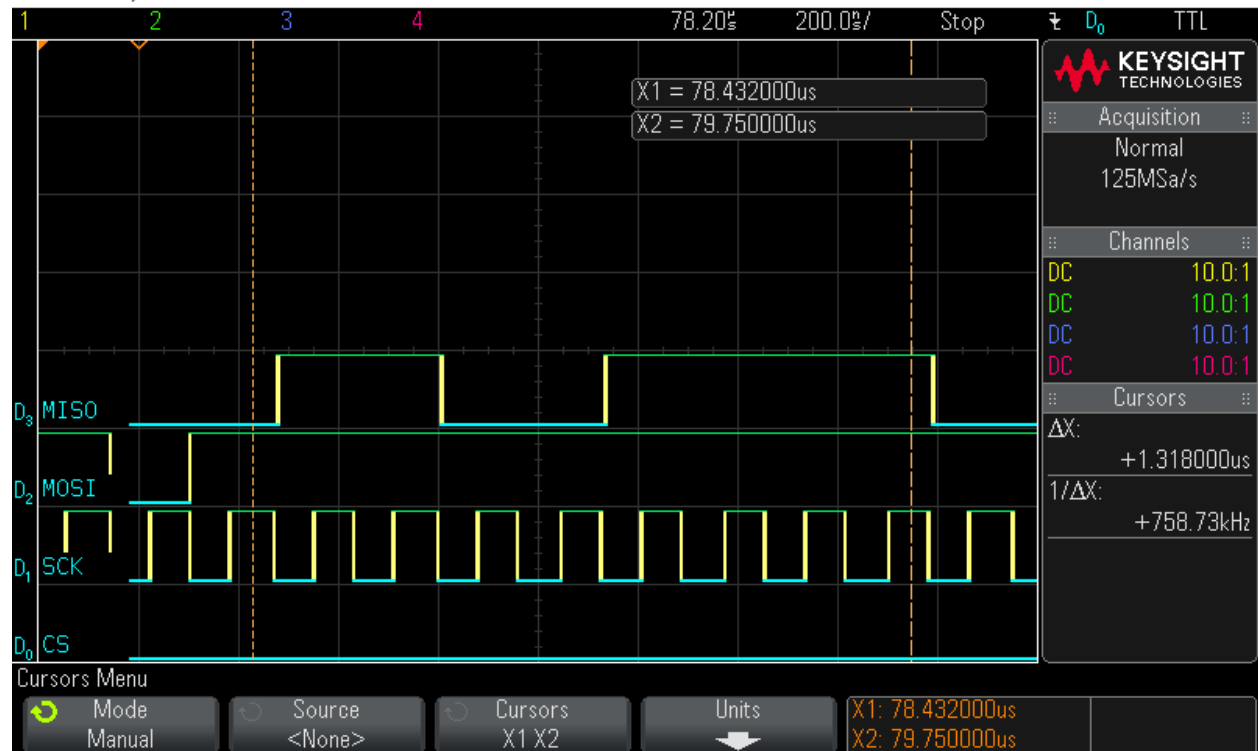 1 2 3 4 78.20us 200.0ns/ Stop D0 TTL
KEYSIGHT
TECHNOLOGIES
X1 = 78.432000us
X2 = 79.750000us
Acquisition
Normal
125MSa/s
Channels
DC 10.0:1
DC 10.0:1
DC 10.0:1
DC 10.0:1
Cursors
ΔX:
+1.318000us
1/ΔX:
+758.73kHz
D3 MISO
D2 MOSI
D1 SCK
D0 CS
Cursors Menu
Mode
Manual
Source
<None>
Cursors
X1 X2
Units
X1: 78.432000us
X2: 79.750000us